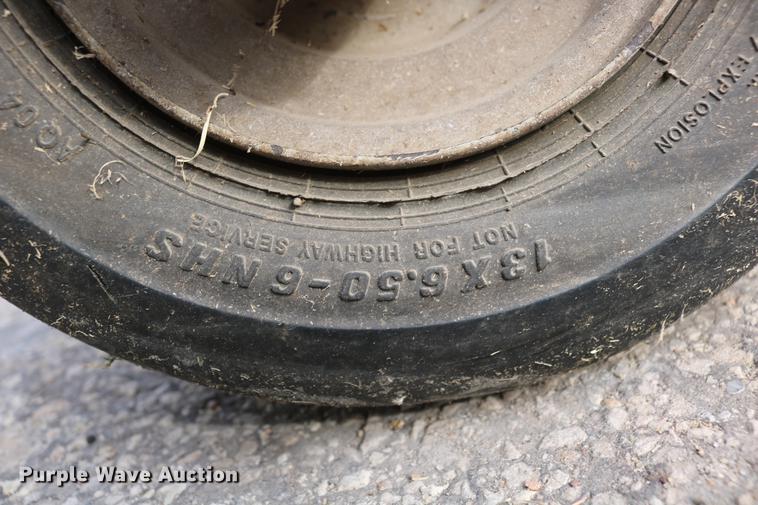 13X6.50-6 NHS
NOT FOR HIGHWAY SERVICE
EXPLOSION
Purple Wave Auction